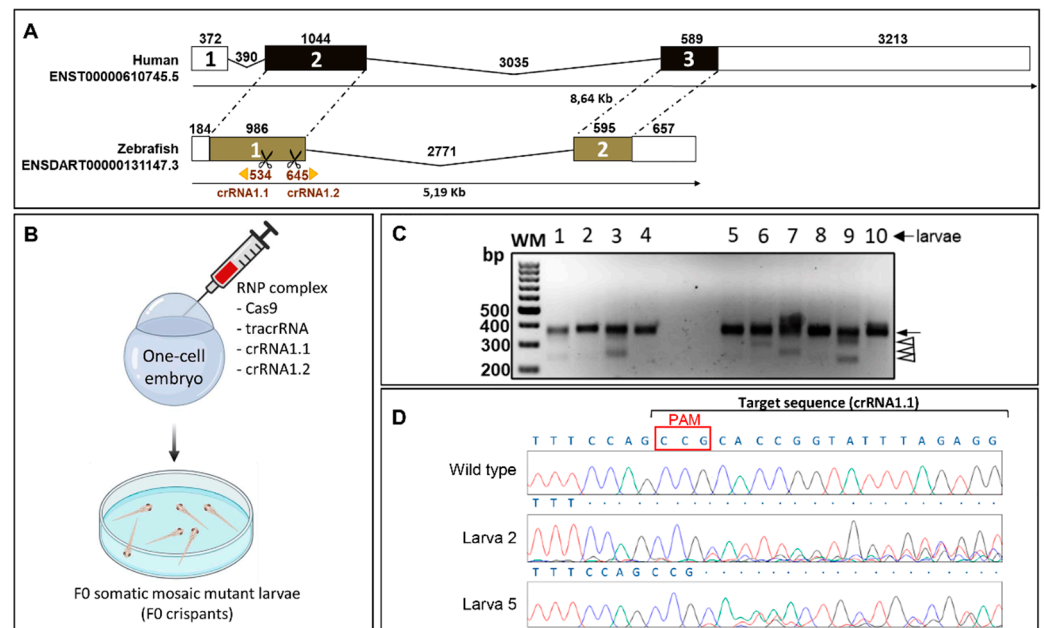 A
372
1044
589
3213
Human
ENST00000610745.5
1
390
2
3035
3
8,64 Kb
184
986
595
657
Zebrafish
ENSDART00000131147.3
1
2771
2
534
645
crRNA1.1
crRNA1.2
5,19 Kb
B
RNP complex
- Cas9
- tracrRNA
- crRNA1.1
- crRNA1.2
One-cell
embryo
F0 somatic mosaic mutant larvae
(F0 crispants)
C
WM 1 2 3 4 5 6 7 8 9 10 larvae
bp
500
400
300
200
D
Target sequence (crRNA1.1)
PAM
T T T C C A G C C G C A C C G G T A T T T A G A G G
Wild type
T T T · · · · · · · · · · · · · · · · · · · · · · ·
Larva 2
T T T C C A G C C G · · · · · · · · · · · · · · · ·
Larva 5